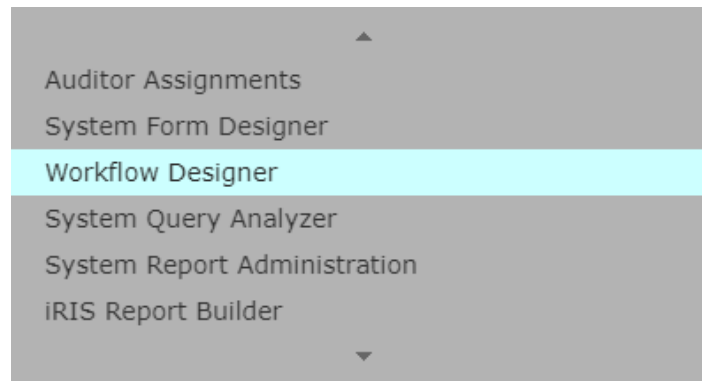 Auditor Assignments
System Form Designer
Workflow Designer
System Query Analyzer
System Report Administration
iRIS Report Builder